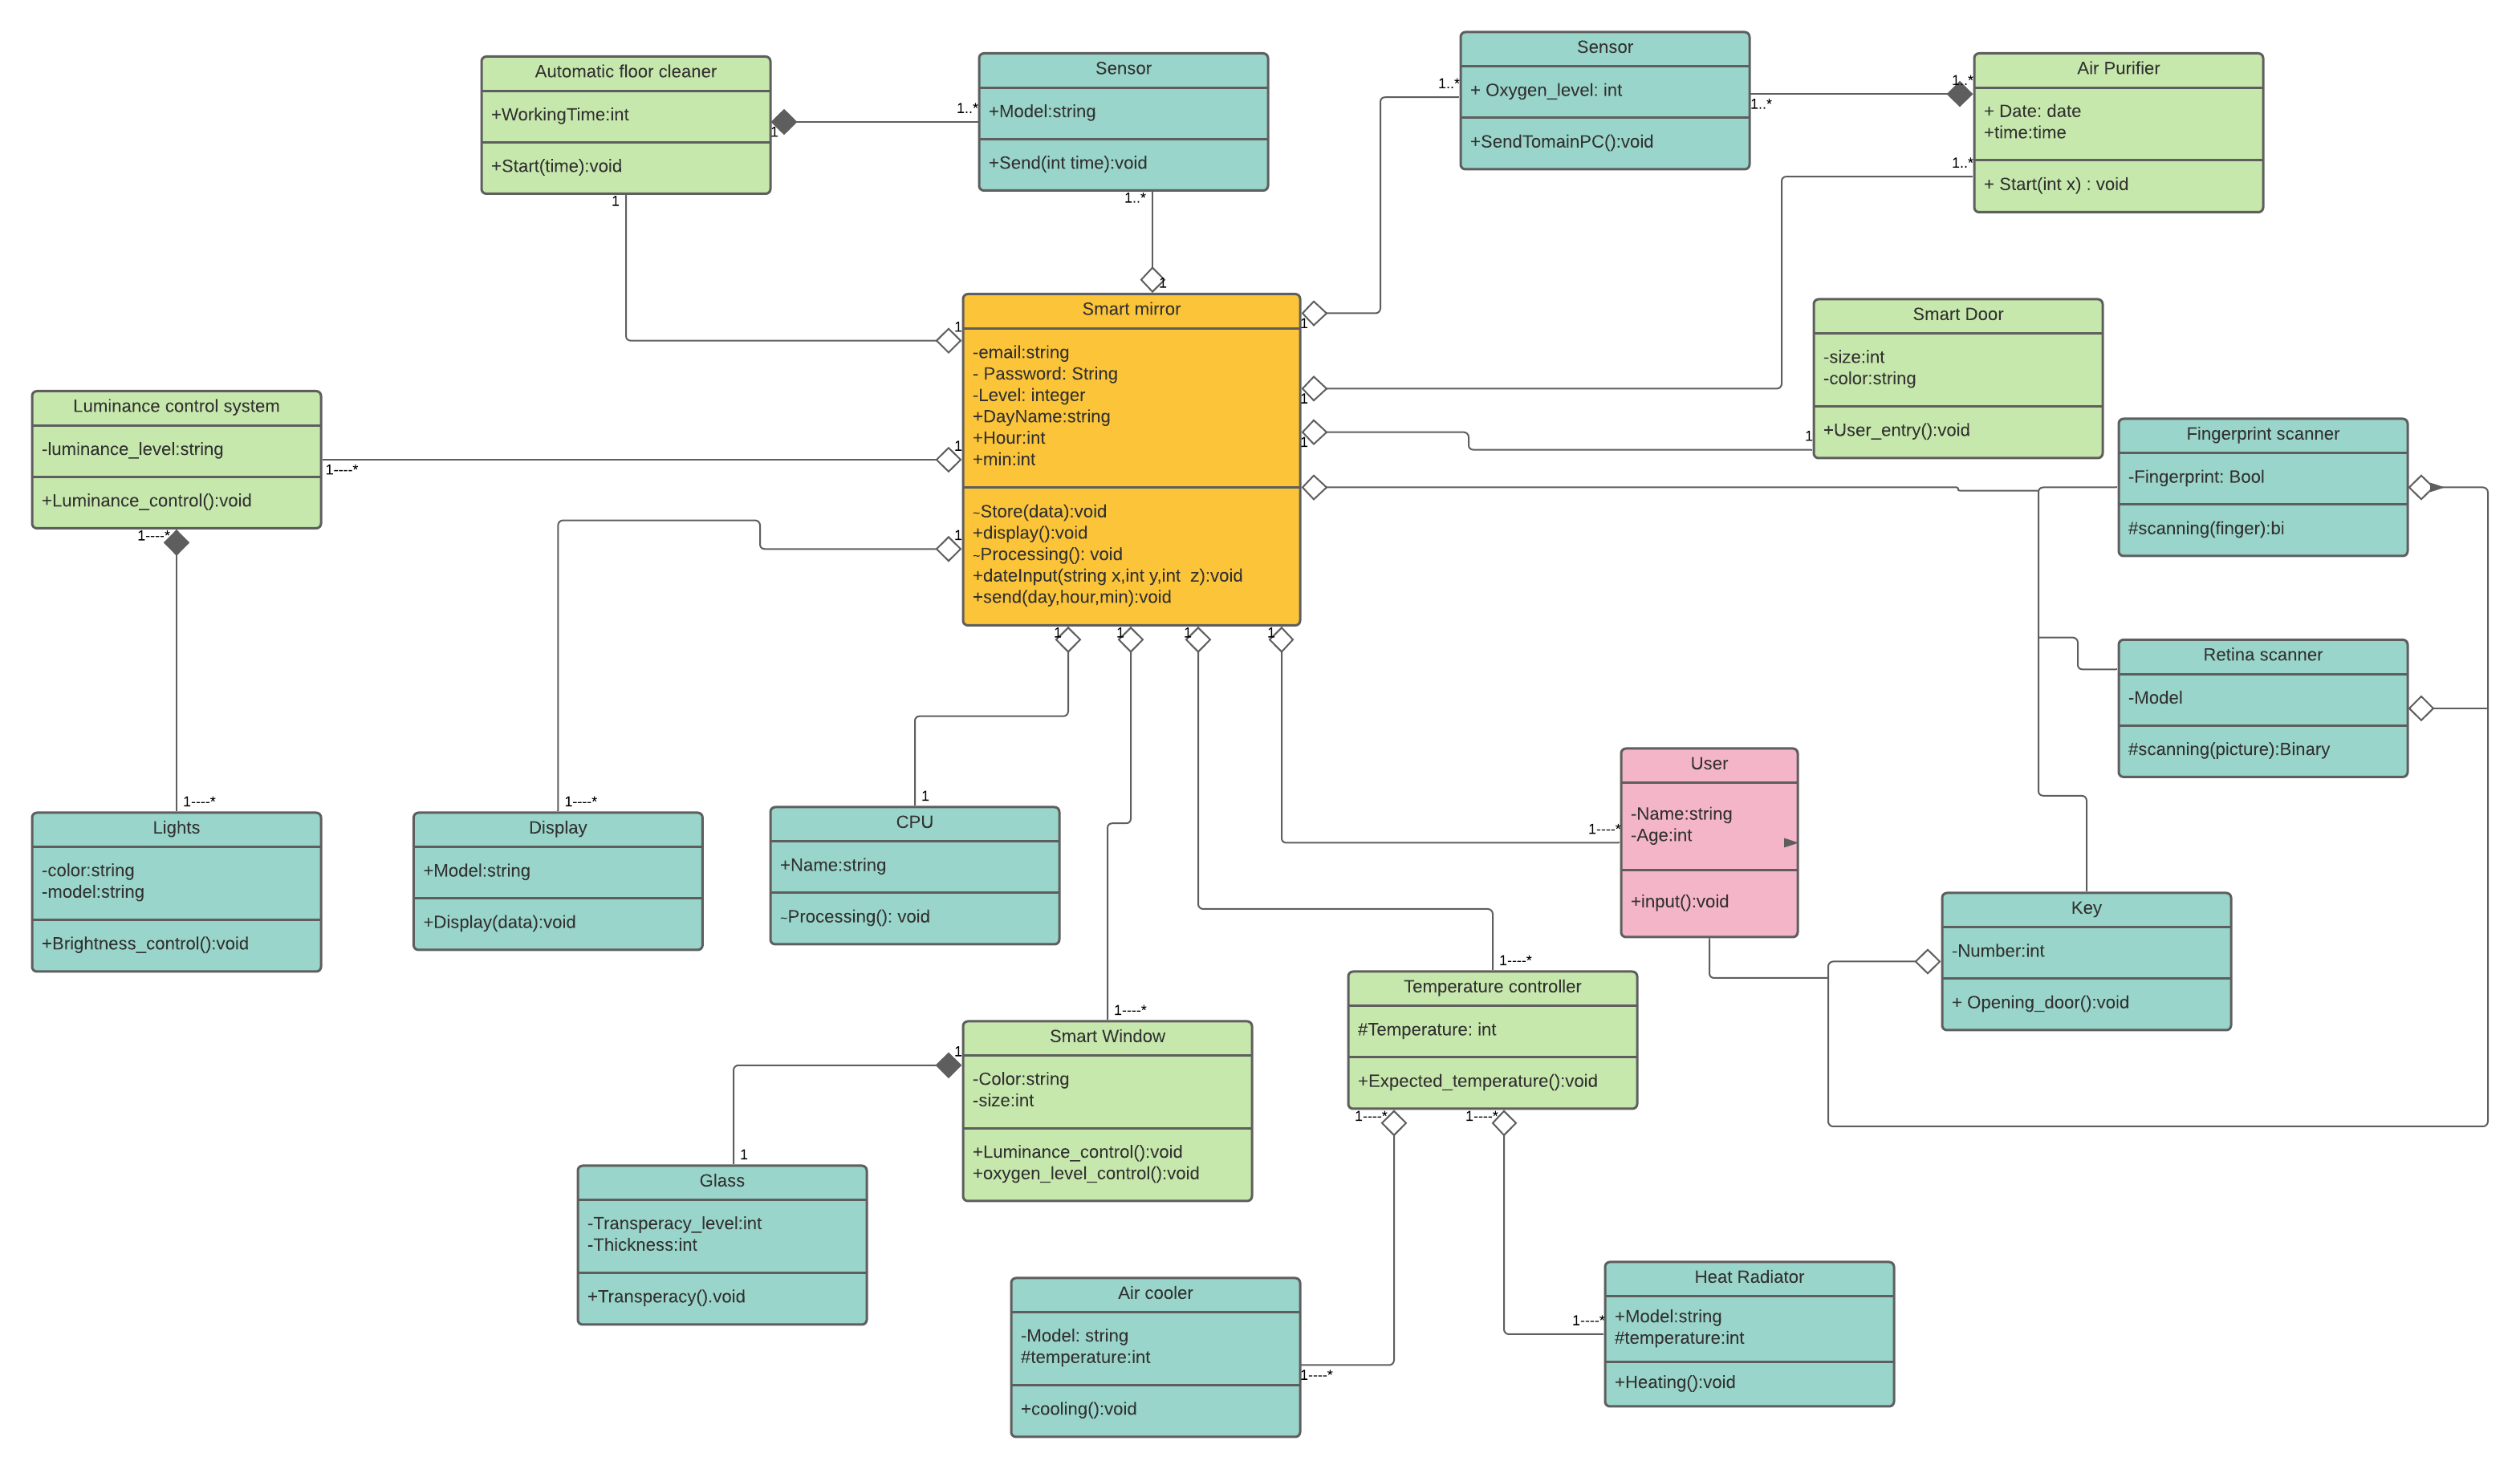 Automatic floor cleaner
+WorkingTime:int
+Start(time):void
1
1
1..*
Sensor
+Model:string
+Send(int time):void
1..*
1
Sensor
+ Oxygen_level: int
+SendTomainPC():void
1..*
1..*
1..*
Air Purifier
+ Date: date
+time:time
+ Start(int x) : void
1..*
Smart mirror
-email:string
- Password: String
-Level: integer
+DayName:string
+Hour:int
+min:int
~Store(data):void
+display():void
~Processing(): void
+dateInput(string x,int y,int  z):void
+send(day,hour,min):void
1
1
1
1
1
1
1
1
1
1
Smart Door
-size:int
-color:string
+User_entry():void
1
Luminance control system
-luminance_level:string
+Luminance_control():void
1----*
1----*
Fingerprint scanner
-Fingerprint: Bool
#scanning(finger):bi
Retina scanner
-Model
#scanning(picture):Binary
1----*
Lights
-color:string
-model:string
+Brightness_control():void
1----*
Display
+Model:string
+Display(data):void
1
CPU
+Name:string
~Processing(): void
1----*
User
-Name:string
-Age:int
+input():void
Key
-Number:int
+ Opening_door():void
1----*
Smart Window
-Color:string
-size:int
+Luminance_control():void
+oxygen_level_control():void
1
1----*
Temperature controller
#Temperature: int
+Expected_temperature():void
1----*
1----*
1
Glass
-Transperacy_level:int
-Thickness:int
+Transperacy().void
Air cooler
-Model: string
#temperature:int
+cooling():void
1----*
1----*
Heat Radiator
+Model:string
#temperature:int
+Heating():void